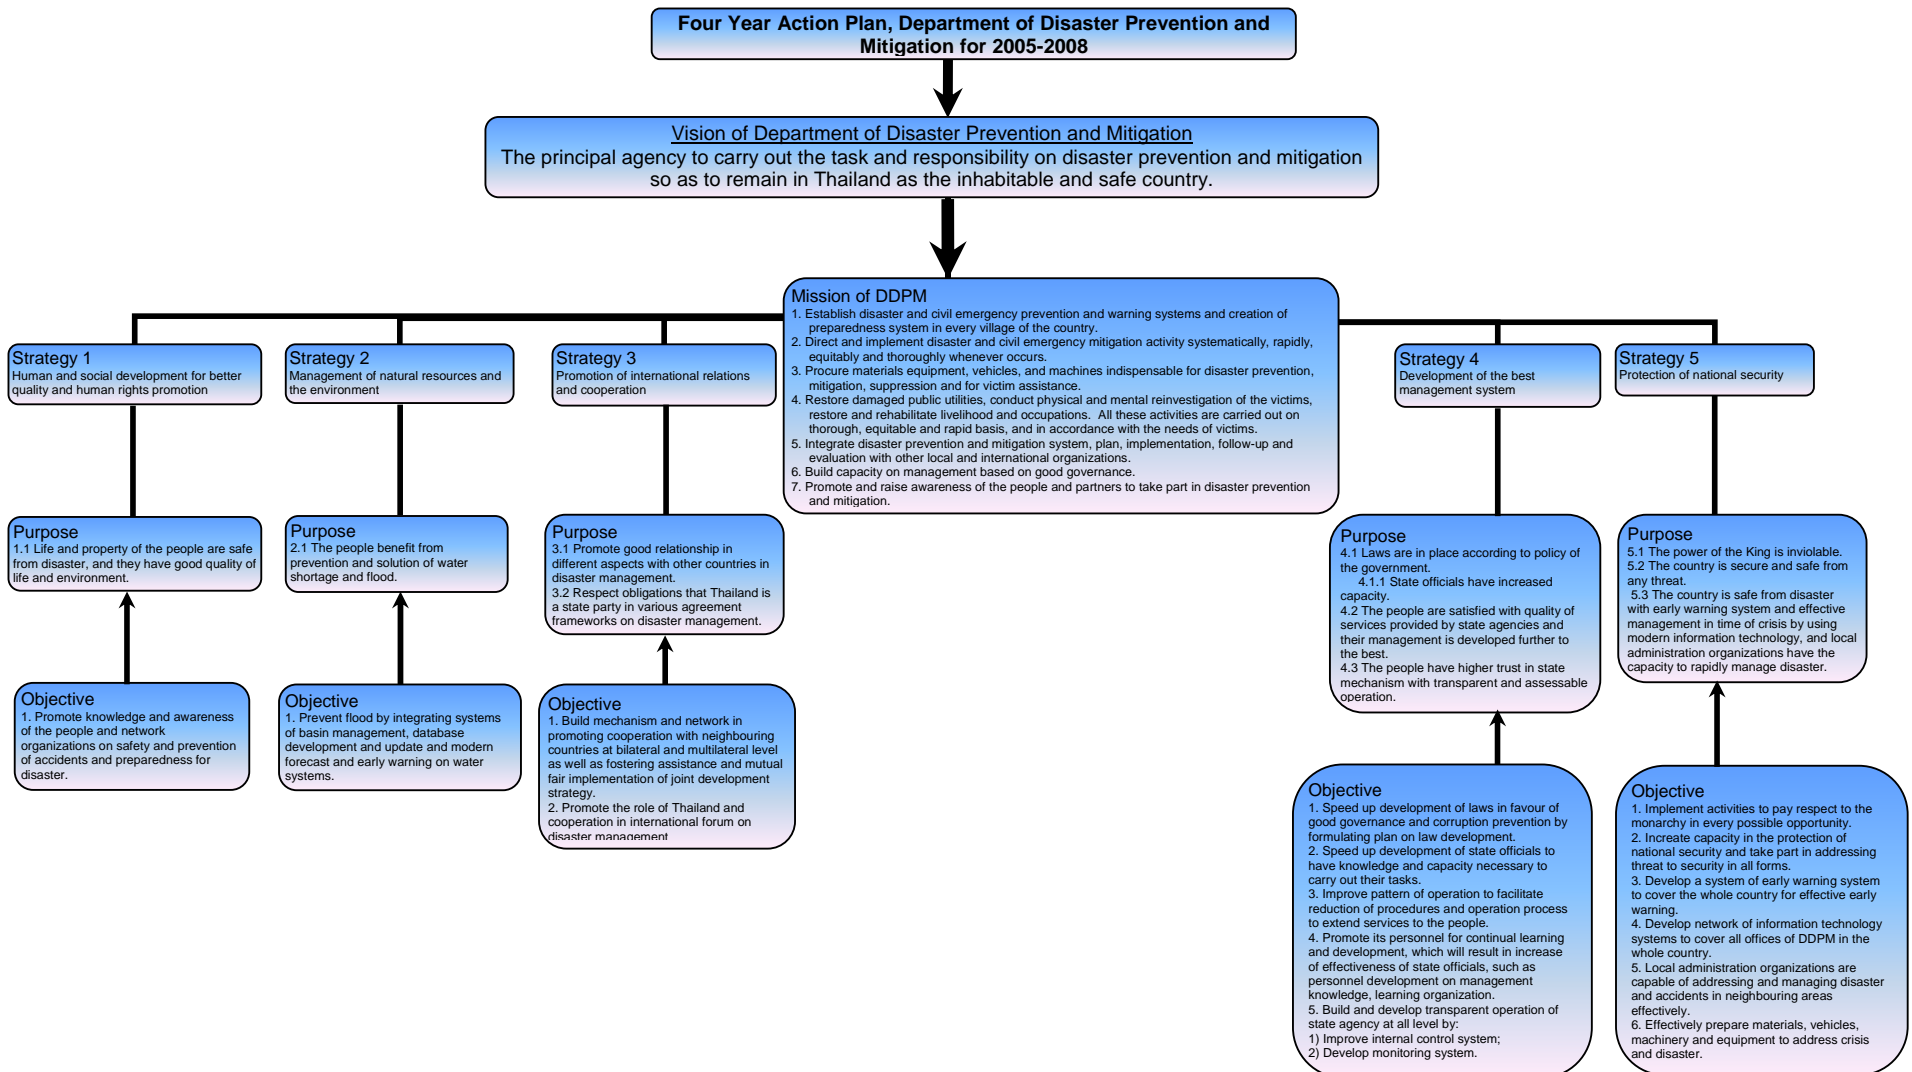 Four Year Action Plan, Department of Disaster Prevention and
Mitigation for 2005-2008
Vision of Department of Disaster Prevention and Mitigation
The principal agency to carry out the task and responsibility on disaster prevention and mitigation
so as to remain in Thailand as the inhabitable and safe country.
Mission of DDPM
1. Establish disaster and civil emergency prevention and warning systems and creation of
preparedness system in every village of the country.
2. Direct and implement disaster and civil emergency mitigation activity systematically, rapidly,
equitably and thoroughly whenever occurs.
3. Procure materials equipment, vehicles, and machines indispensable for disaster prevention,
mitigation, suppression and for victim assistance.
4. Restore damaged public utilities, conduct physical and mental reinvestigation of the victims,
restore and rehabilitate livelihood and occupations. All these activities are carried out on
thorough, equitable and rapid basis, and in accordance with the needs of victims.
5. Integrate disaster prevention and mitigation system, plan, implementation, follow-up and
evaluation with other local and international organizations.
6. Build capacity on management based on good governance.
7. Promote and raise awareness of the people and partners to take part in disaster prevention
and mitigation.
Strategy 1
Human and social development for better
quality and human rights promotion
Strategy 2
Management of natural resources and
the environment
Strategy 3
Promotion of international relations
and cooperation
Strategy 4
Development of the best
management system
Strategy 5
Protection of national security
Purpose
1.1 Life and property of the people are safe
from disaster, and they have good quality of
life and environment.
Purpose
2.1 The people benefit from
prevention and solution of water
shortage and flood.
Purpose
3.1 Promote good relationship in
different aspects with other countries in
disaster management.
3.2 Respect obligations that Thailand is
a state party in various agreement
frameworks on disaster management.
Purpose
4.1 Laws are in place according to policy of
the government.
4.1.1 State officials have increased
capacity.
4.2 The people are satisfied with quality of
services provided by state agencies and
their management is developed further to
the best.
4.3 The people have higher trust in state
mechanism with transparent and assessable
operation.
Purpose
5.1 The power of the King is inviolable.
5.2 The country is secure and safe from
any threat.
5.3 The country is safe from disaster
with early warning system and effective
management in time of crisis by using
modern information technology, and local
administration organizations have the
capacity to rapidly manage disaster.
Objective
1. Promote knowledge and awareness
of the people and network
organizations on safety and prevention
of accidents and preparedness for
disaster.
Objective
1. Prevent flood by integrating systems
of basin management, database
development and update and modern
forecast and early warning on water
systems.
Objective
1. Build mechanism and network in
promoting cooperation with neighbouring
countries at bilateral and multilateral level
as well as fostering assistance and mutual
fair implementation of joint development
strategy.
2. Promote the role of Thailand and
cooperation in international forum on
disaster management
Objective
1. Speed up development of laws in favour of
good governance and corruption prevention by
formulating plan on law development.
2. Speed up development of state officials to
have knowledge and capacity necessary to
carry out their tasks.
3. Improve pattern of operation to facilitate
reduction of procedures and operation process
to extend services to the people.
4. Promote its personnel for continual learning
and development, which will result in increase
of effectiveness of state officials, such as
personnel development on management
knowledge, learning organization.
5. Build and develop transparent operation of
state agency at all level by:
1) Improve internal control system;
2) Develop monitoring system.
Objective
1. Implement activities to pay respect to the
monarchy in every possible opportunity.
2. Increate capacity in the protection of
national security and take part in addressing
threat to security in all forms.
3. Develop a system of early warning system
to cover the whole country for effective early
warning.
4. Develop network of information technology
systems to cover all offices of DDPM in the
whole country.
5. Local administration organizations are
capable of addressing and managing disaster
and accidents in neighbouring areas
effectively.
6. Effectively prepare materials, vehicles,
machinery and equipment to address crisis
and disaster.